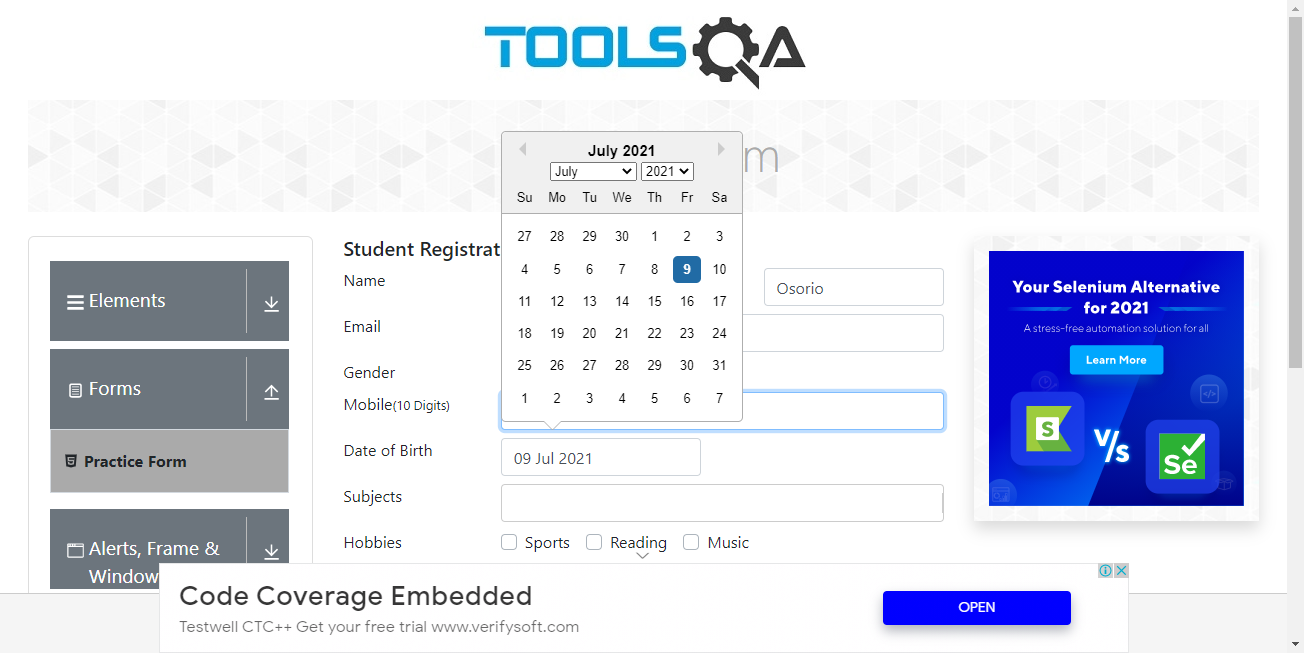 TOOLSQA
m
July 2021
July 2021
Su Mo Tu We Th Fr Sa
27 28 29 30 1 2 3
4 5 6 7 8 9 10
11 12 13 14 15 16 17
18 19 20 21 22 23 24
25 26 27 28 29 30 31
1 2 3 4 5 6 7
Elements
Forms
Practice Form
Alerts, Frame &
Window
Student Registrat
Name
Osorio
Email
Gender
Mobile(10 Digits)
Date of Birth
09 Jul 2021
Subjects
Hobbies
Sports Reading Music
Your Selenium Alternative
for 2021
A stress-free automation solution for all
Learn More
S
V/s
Se
Code Coverage Embedded
Testwell CTC++ Get your free trial www.verifysoft.com
OPEN